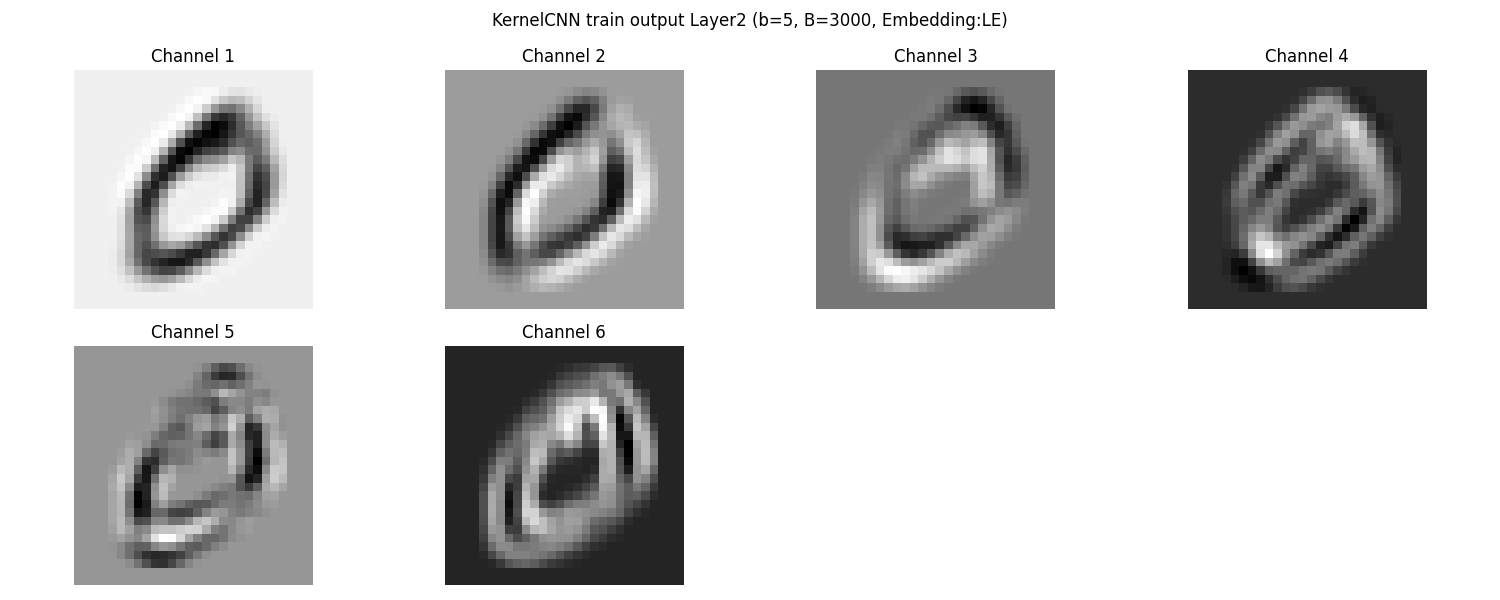 KernelCNN train output Layer2 (b=5, B=3000, Embedding:LE)
Channel 1
Channel 2
Channel 3
Channel 4
Channel 5
Channel 6